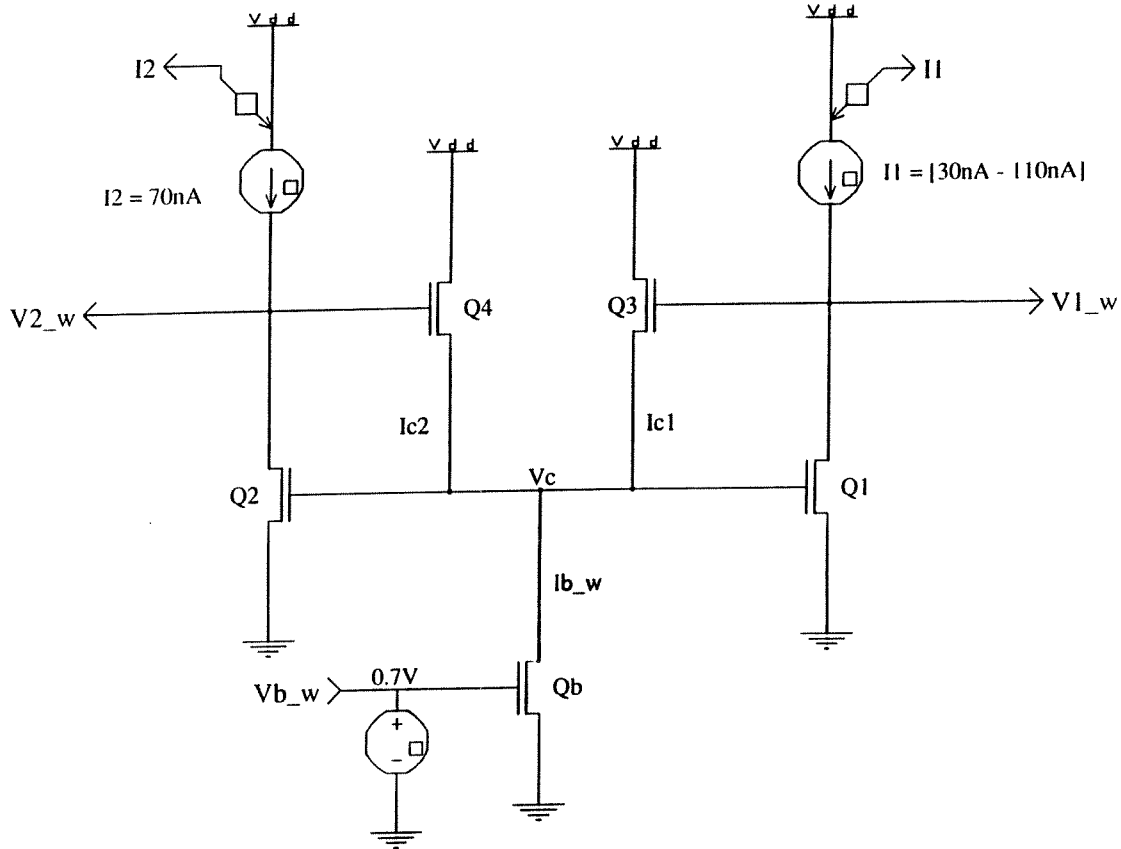 Vdd
Vdd
I2
I1
Vdd
Vdd
I2 = 70nA
I1 = [30nA - 110nA]
V2_w
Q4
Q3
V1_w
Ic2
Ic1
Q2
Vc
Q1
Ib_w
Vb_w
0.7V
Qb
+
-